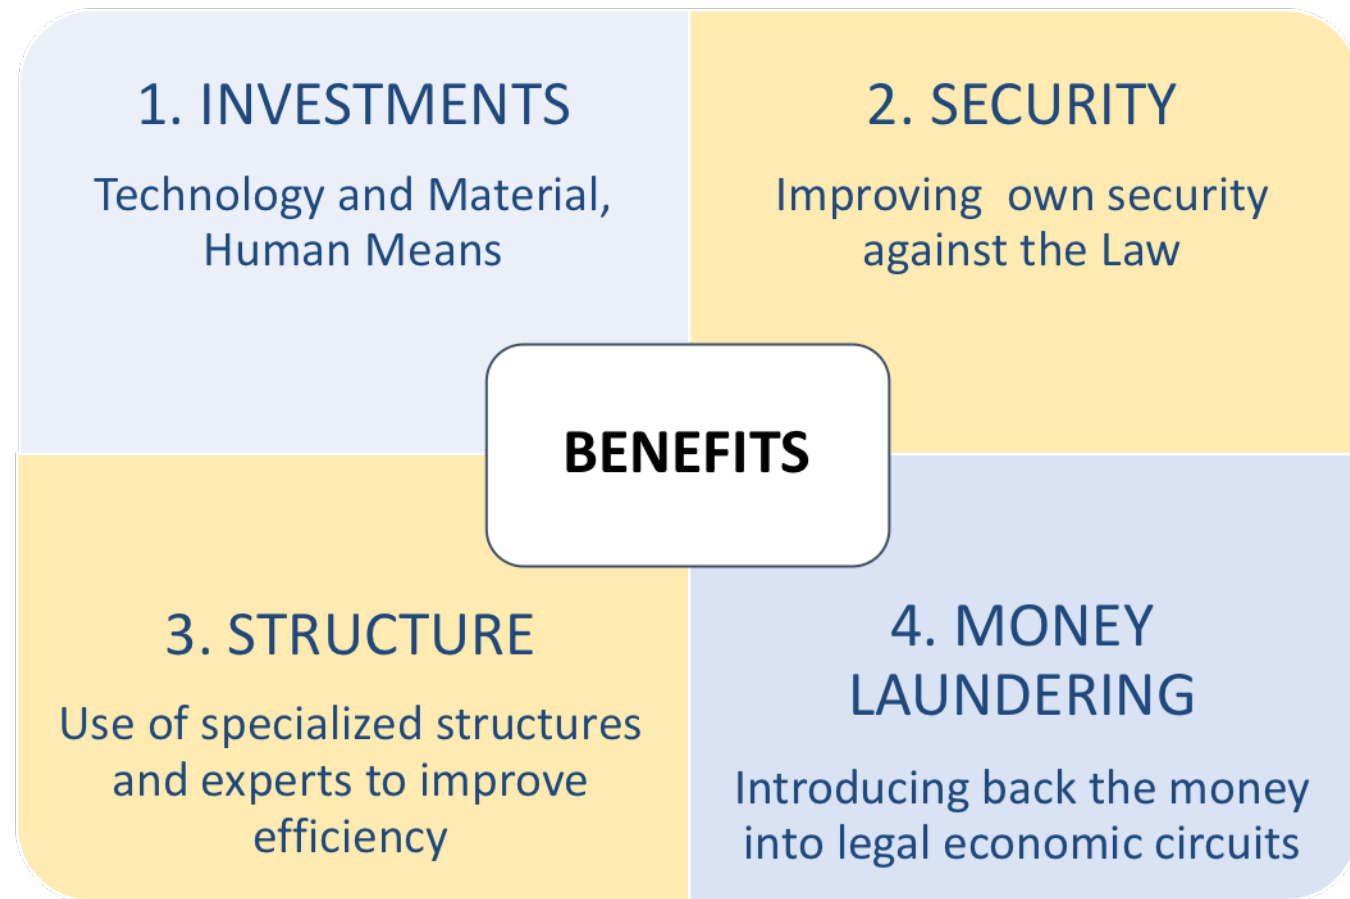 1. INVESTMENTS
Technology and Material,
Human Means
2. SECURITY
Improving  own security
against the Law
BENEFITS
3. STRUCTURE
Use of specialized structures
and experts to improve
efficiency
4. MONEY
LAUNDERING
Introducing back the money
into legal economic circuits